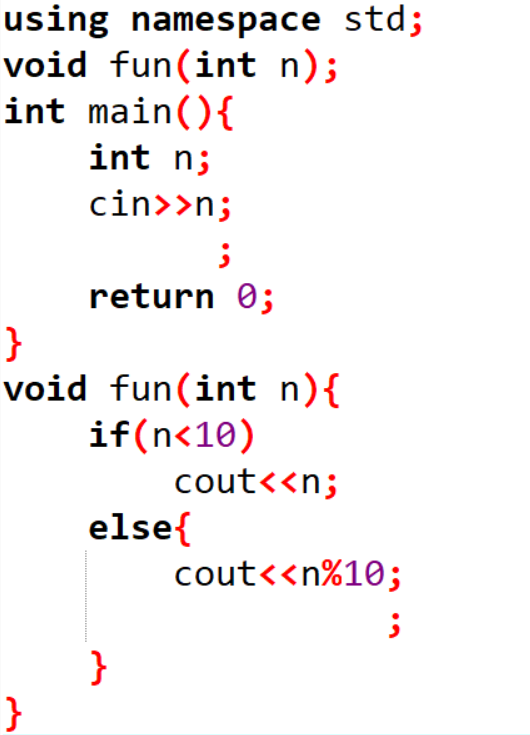 using namespace std;
void fun(int n);
int main(){
    int n;
    cin>>n;
          ;
    return 0;
}
void fun(int n){
    if(n<10)
        cout<<n;
    else{
        cout<<n%10;
                  ;
    }
}